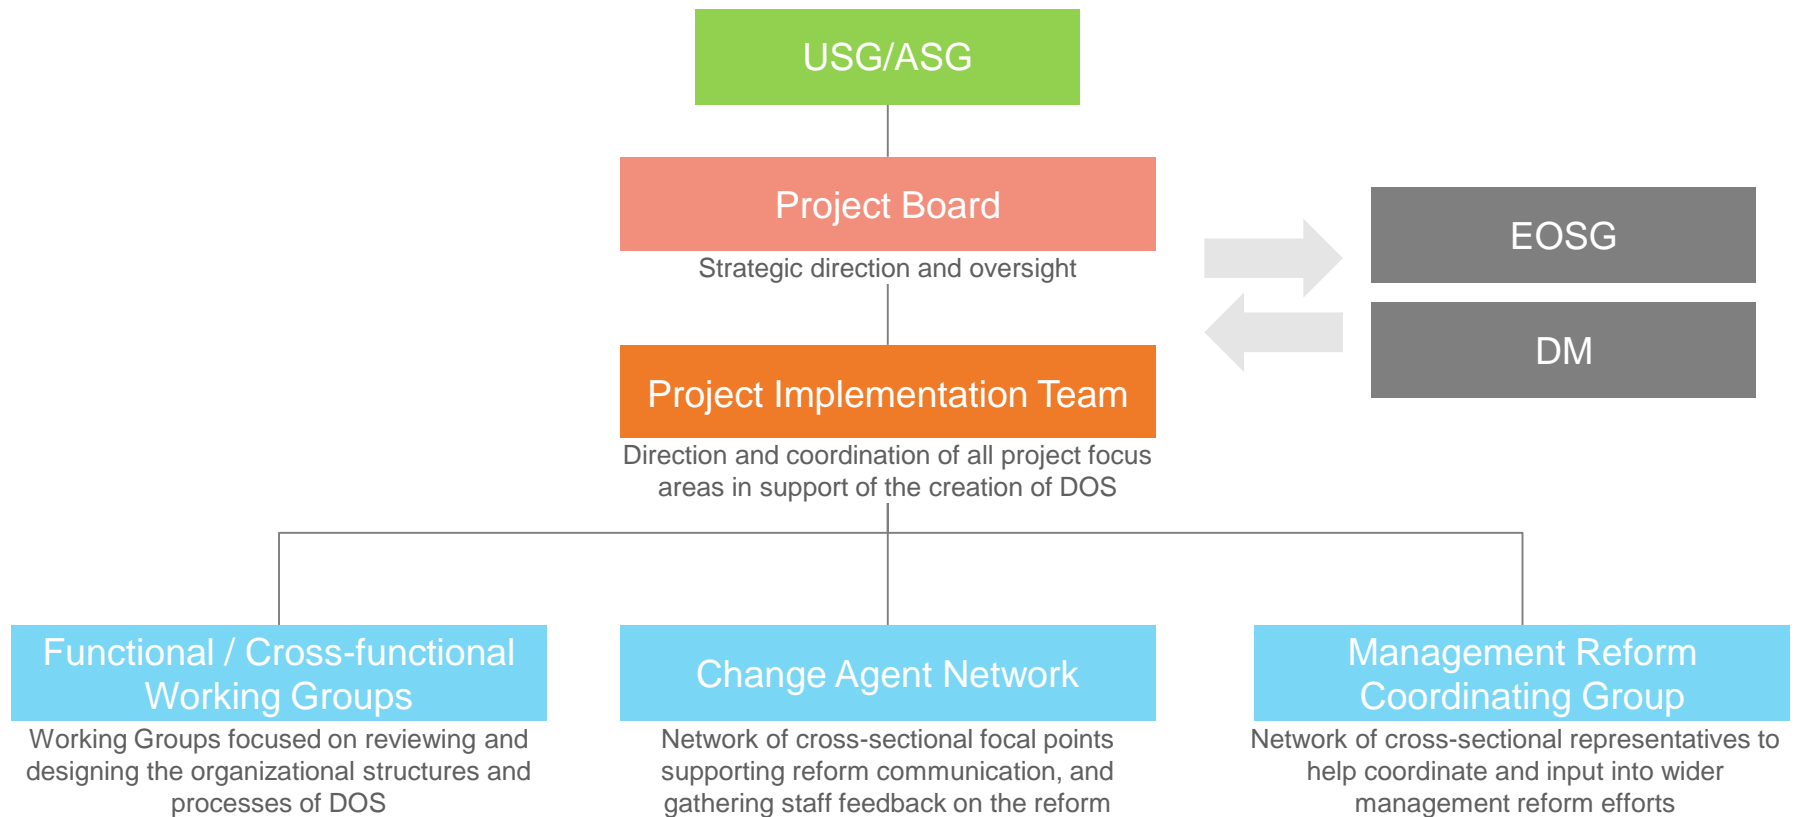 USG/ASG
Project Board
Strategic direction and oversight
EOSG
DM
Project Implementation Team
Direction and coordination of all project focus
areas in support of the creation of DOS
Functional / Cross-functional
Working Groups
Working Groups focused on reviewing and
designing the organizational structures and
processes of DOS
Change Agent Network
Network of cross-sectional focal points
supporting reform communication, and
gathering staff feedback on the reform
Management Reform
Coordinating Group
Network of cross-sectional representatives to
help coordinate and input into wider
management reform efforts